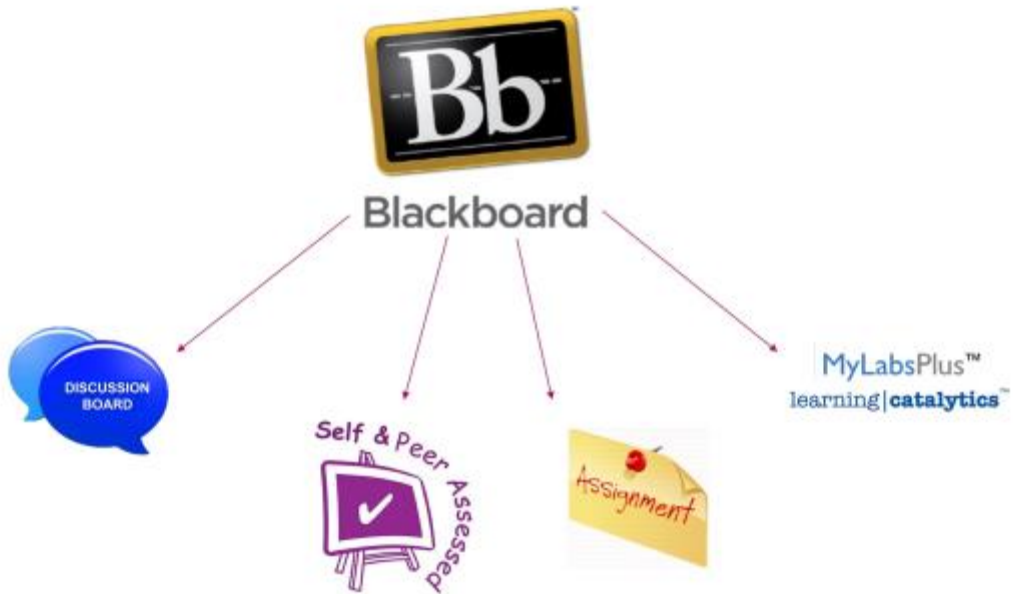 Bb
Blackboard
DISCUSSION
BOARD
Self & Peer Assessed
Assignment
MyLabsPlus™
learning|catalytics™